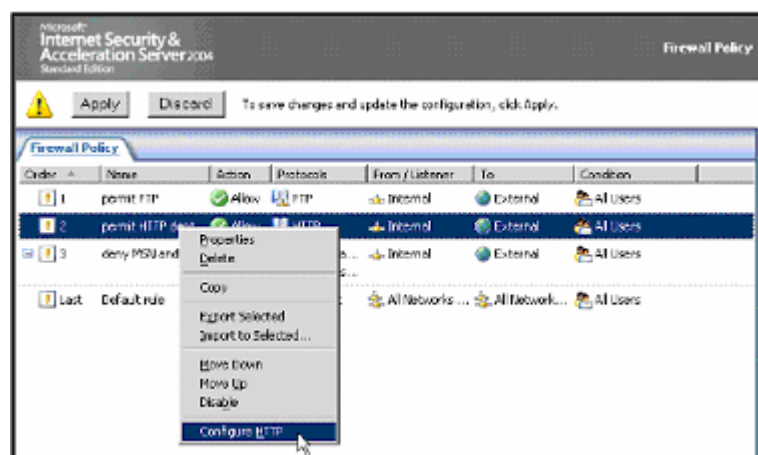 Microsoft
Internet Security &
Acceleration Server 2004
Standard Edition
Firewall Policy
Apply Discard To save changes and update the configuration, click Apply.
Firewall Policy
Order Name Action Protocols From / Listener To Condition
1 permit FTP Allow FTP Internal External All Users
2 permit HTTP deny Allow HTTP Internal External All Users
Properties
3 deny MSN and a... Internal External All Users
Delete s...
Copy
Last Default rule All Networks ... All Network... All Users
Export Selected
Import to Selected...
Move Down
Move Up
Disable
Configure HTTP